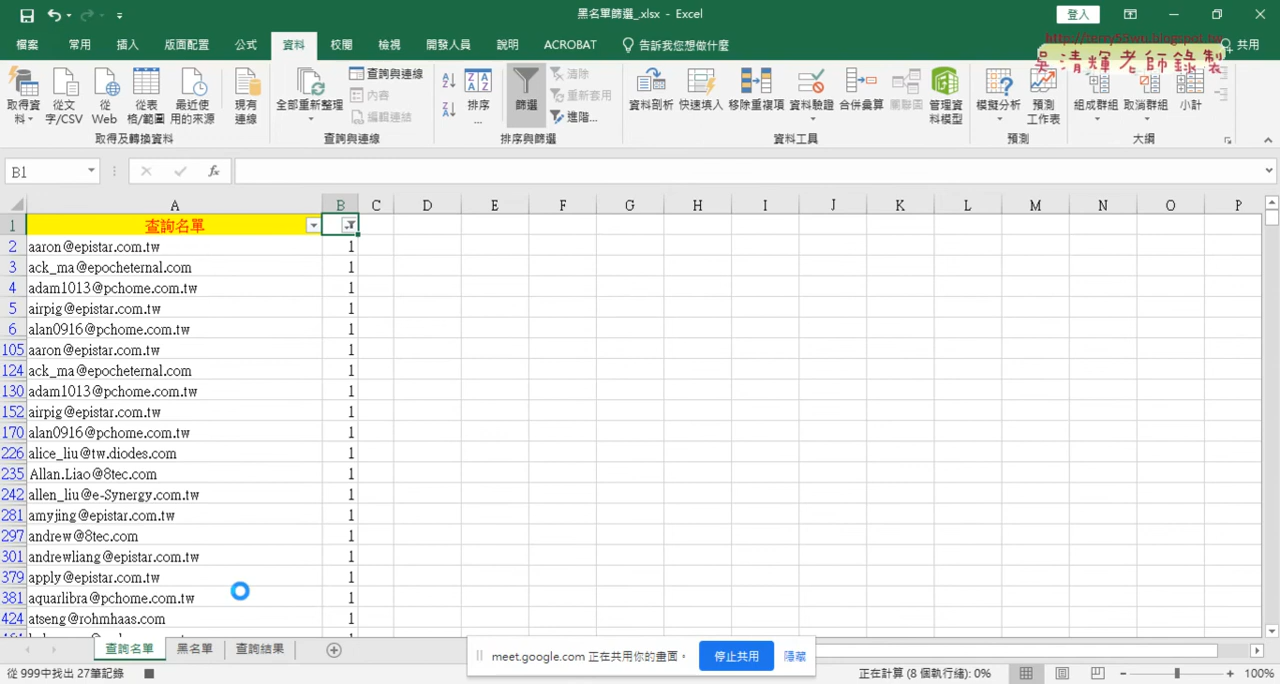 黑名單篩選_.xlsx - Excel
登入
檔案 常用 插入 版面配置 公式 資料 校閱 檢視 開發人員 說明 ACROBAT 告訴我您想做什麼 共用
http://terry55wu.blogspot.tw
吳清輝老師錄製
取得資料 從文字/CSV 從 Web 從表格/範圍 最近使用的來源 現有連線 全部重新整理 查詢與連線 內容 編輯連結 排序 篩選 清除 重新套用 進階... 資料剖析 快速填入 移除重複項 資料驗證 合併彙算 關聯圖 管理資料模型 模擬分析 預測工作表 組成群組 取消群組 小計
取得及轉換資料 查詢與連線 排序與篩選 資料工具 預測 大綱
B1 fx
A B C D E F G H I J K L M N O P
1 查詢名單
2 aaron@epistar.com.tw 1
3 ack_ma@epocheternal.com 1
4 adam1013@pchome.com.tw 1
5 airpig@epistar.com.tw 1
6 alan0916@pchome.com.tw 1
105 aaron@epistar.com.tw 1
124 ack_ma@epocheternal.com 1
130 adam1013@pchome.com.tw 1
152 airpig@epistar.com.tw 1
170 alan0916@pchome.com.tw 1
226 alice_liu@tw.diodes.com 1
235 Allan.Liao@8tec.com 1
242 allen_liu@e-Synergy.com.tw 1
281 amyjing@epistar.com.tw 1
297 andrew@8tec.com 1
301 andrewliang@epistar.com.tw 1
379 apply@epistar.com.tw 1
381 aquarlibra@pchome.com.tw 1
424 atseng@rohmhaas.com 1
查詢名單 黑名單 查詢結果
meet.google.com 正在共用你的畫面。 停止共用 隱藏
從 999中找出 27筆記錄 正在計算 (8 個執行緒): 0% 100%